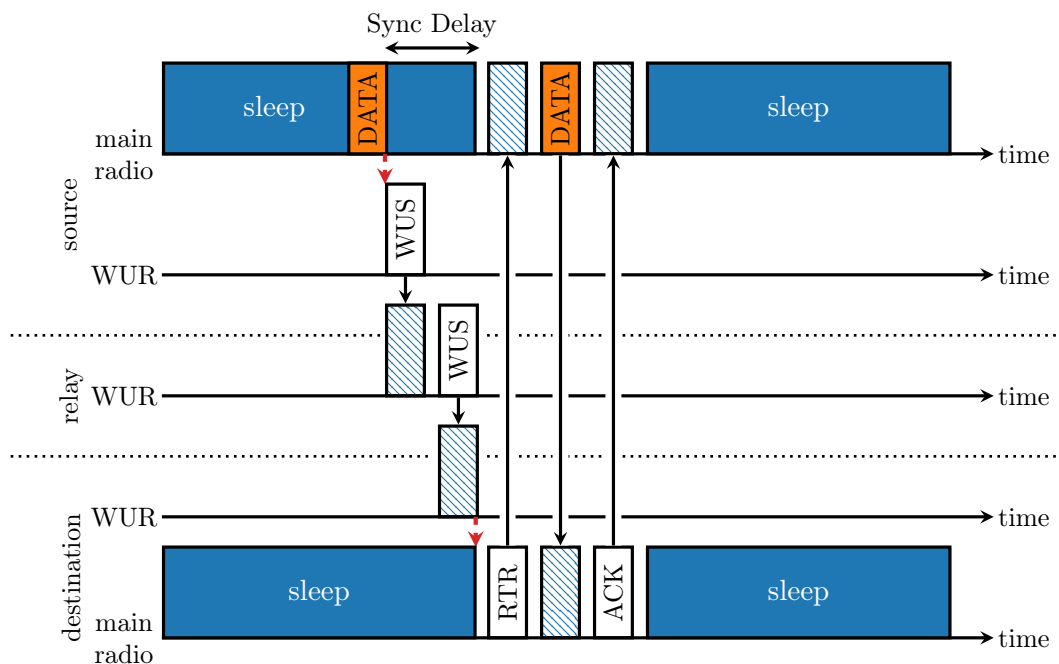 Sync Delay
sleep
DATA
DATA
sleep
main
radio
time
source
WUS
WUR
time
relay
WUS
WUR
time
destination
WUR
time
sleep
RTR
ACK
sleep
main
radio
time